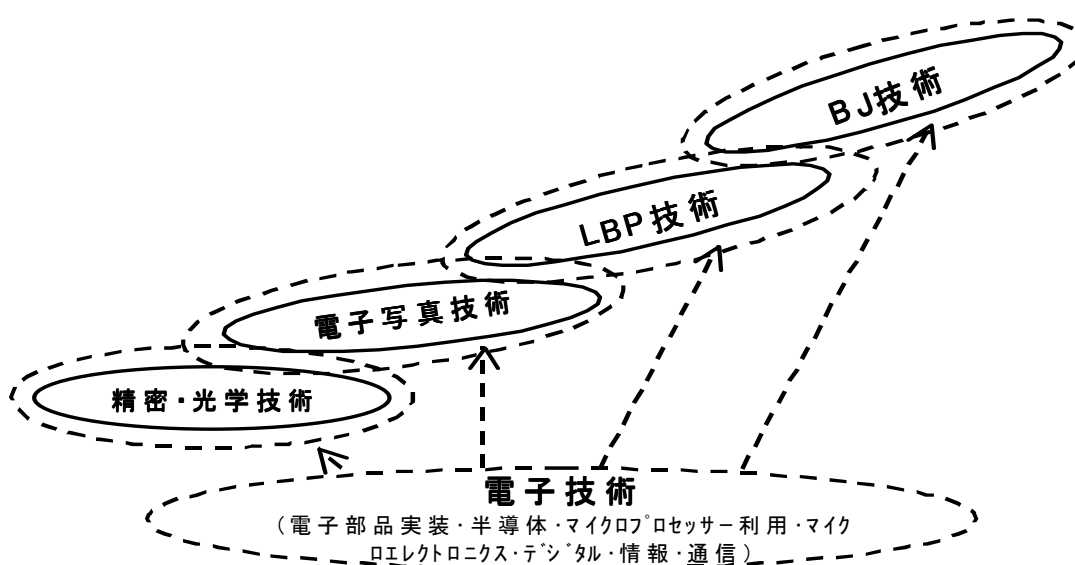 BJ技術
LBP技術
電子写真技術
精密・光学技術
電子技術
(電子部品実装・半導体・マイクロプロセッサー利用・マイク
ロエレクトロニクス・デジタル・情報・通信)